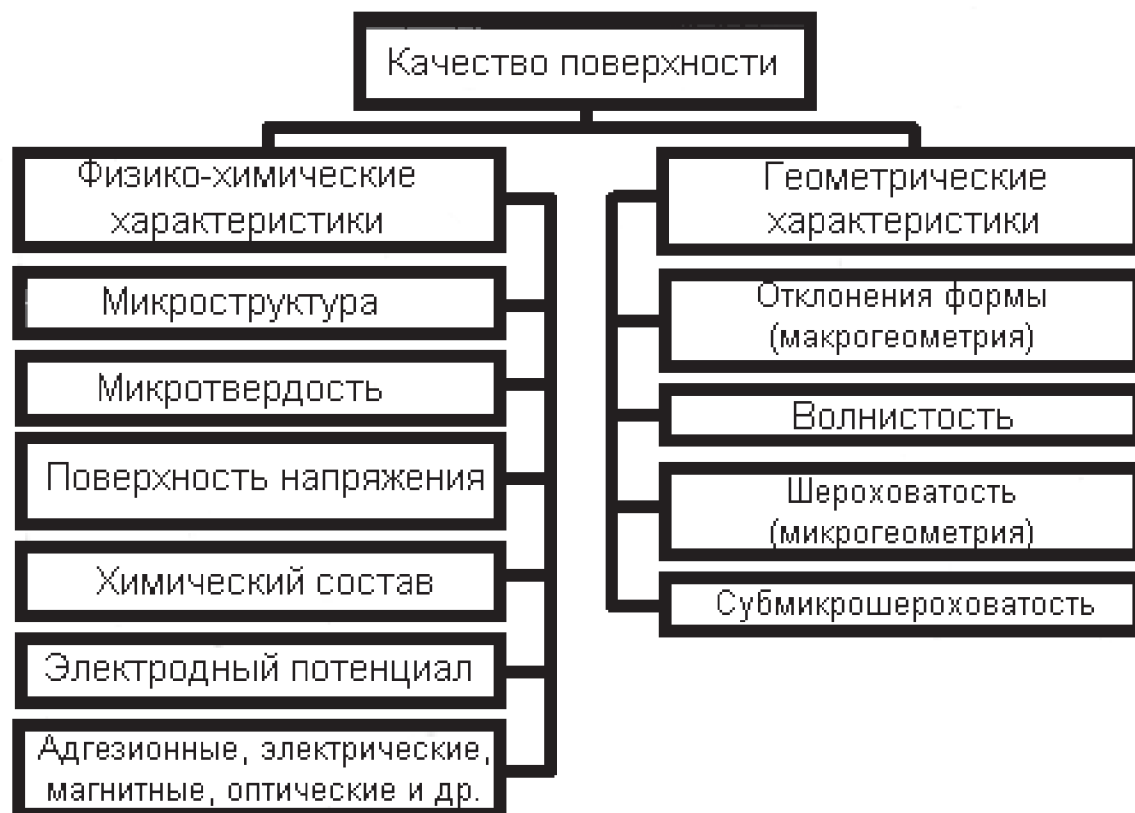 Качество поверхности
Физико-химические
характеристики
Микроструктура
Микротвердость
Поверхность напряжения
Химический состав
Электродный потенциал
Адгезионные, электрические,
магнитные, оптические и др.
Геометрические
характеристики
Отклонения формы
(макрогеометрия)
Волнистость
Шероховатость
(микрогеометрия)
Субмикрошероховатость